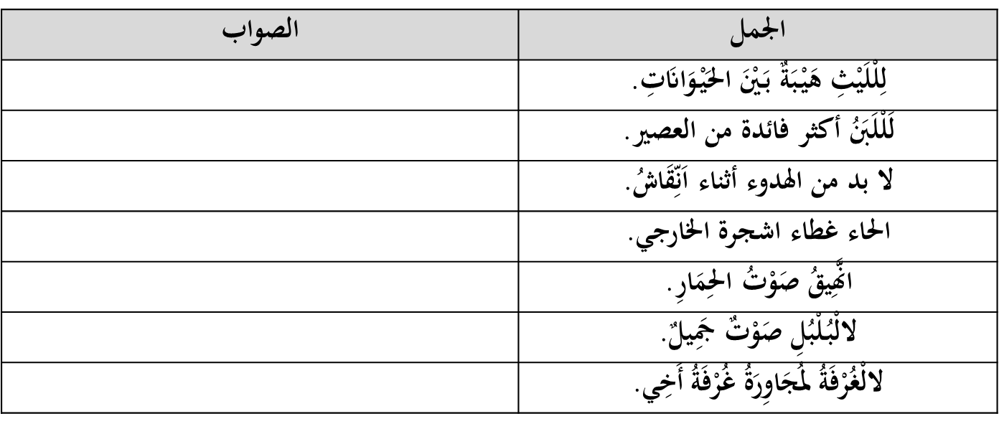 الجمل الصواب
لِلْلَيْثِ هَيْبَةٌ بَيْنَ الحَيْوَانَاتِ.
لَلْلَبَنُ أكثر فائدة من العصير.
لا بد من الهدوء أثناء اَنِّقَاشُ.
الحاء غطاء اشجرة الخارجي.
انَّهِيقُ صَوْتُ الحِمَارِ.
لالْبُلْبُلِ صَوْتٌ جَمِيلٌ.
لالْغُرْفَةُ لمُجَاوِرَةُ غُرْفَةُ أَخِي.